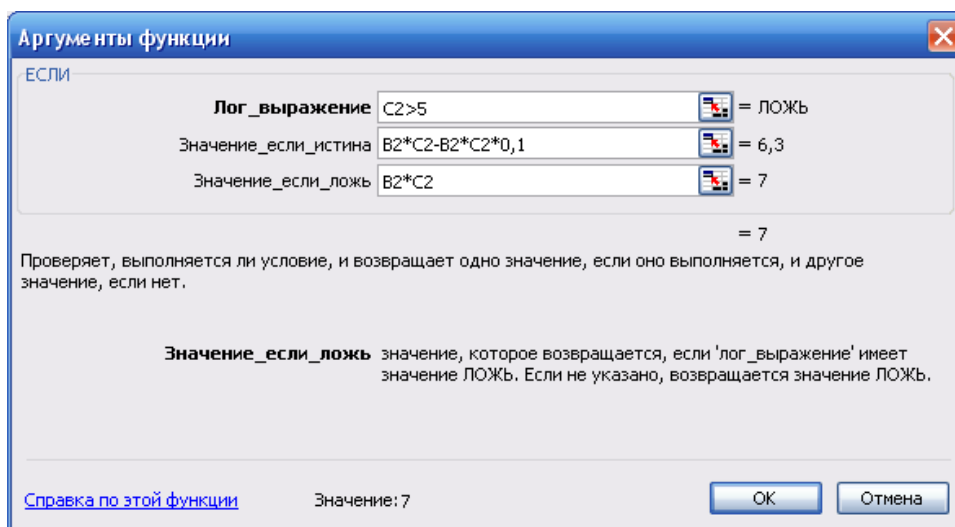 Аргументы функции
ЕСЛИ
Лог_выражение C2>5 = ЛОЖЬ
Значение_если_истина B2*C2-B2*C2*0,1 = 6,3
Значение_если_ложь B2*C2 = 7
= 7
Проверяет, выполняется ли условие, и возвращает одно значение, если оно выполняется, и другое
значение, если нет.
Значение_если_ложь значение, которое возвращается, если 'лог_выражение' имеет
значение ЛОЖЬ. Если не указано, возвращается значение ЛОЖЬ.
Справка по этой функции Значение:7 OK Отмена